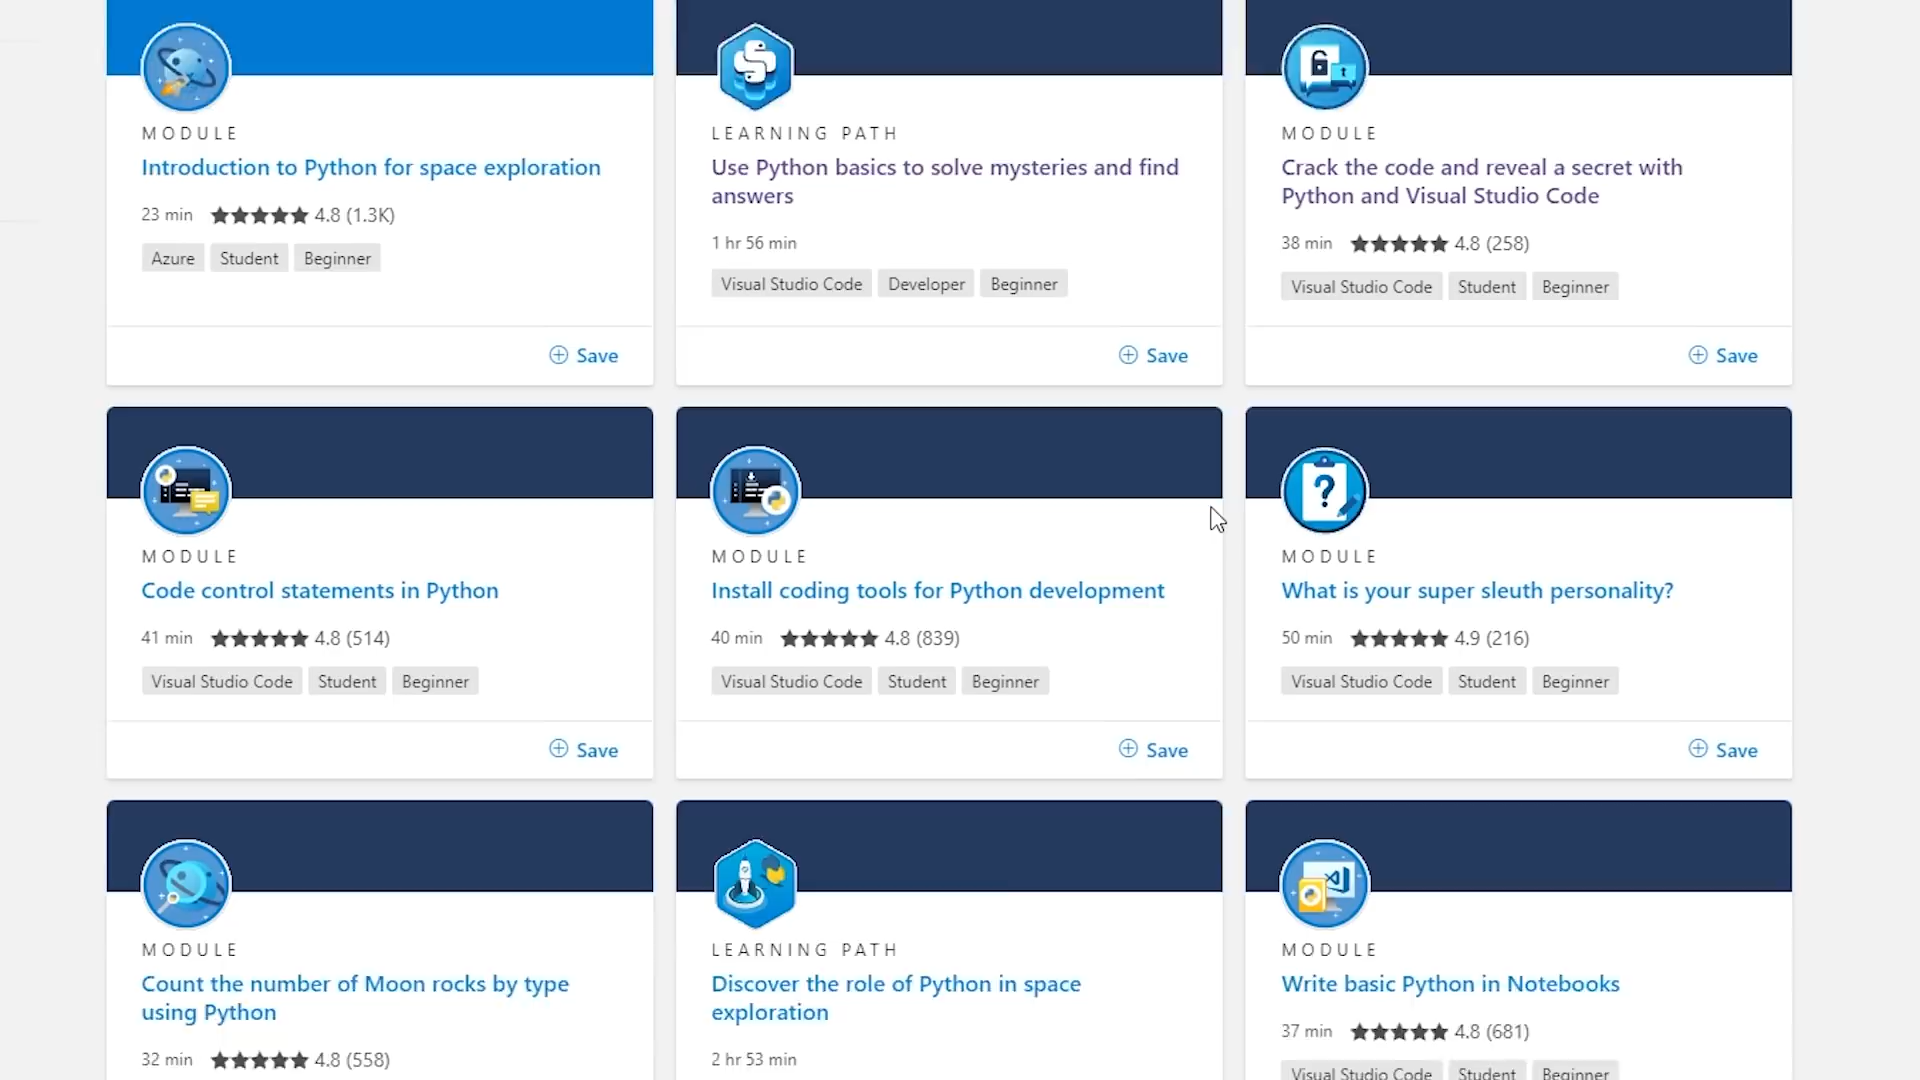 MODULE
Introduction to Python for space exploration
23 min 4.8 (1.3K)
Azure Student Beginner
Save
LEARNING PATH
Use Python basics to solve mysteries and find
answers
1 hr 56 min
Visual Studio Code Developer Beginner
Save
MODULE
Crack the code and reveal a secret with
Python and Visual Studio Code
38 min 4.8 (258)
Visual Studio Code Student Beginner
Save
MODULE
Code control statements in Python
41 min 4.8 (514)
Visual Studio Code Student Beginner
Save
MODULE
Install coding tools for Python development
40 min 4.8 (839)
Visual Studio Code Student Beginner
Save
MODULE
What is your super sleuth personality?
50 min 4.9 (216)
Visual Studio Code Student Beginner
Save
MODULE
Count the number of Moon rocks by type
using Python
32 min 4.8 (558)
LEARNING PATH
Discover the role of Python in space
exploration
2 hr 53 min
MODULE
Write basic Python in Notebooks
37 min 4.8 (681)
Visual Studio Code Student Beginner